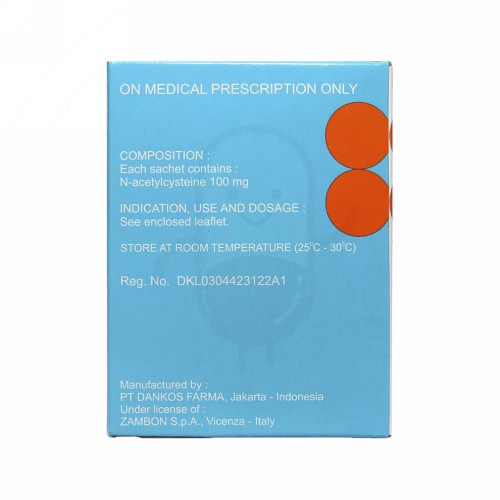 ON MEDICAL PRESCRIPTION ONLY
COMPOSITION :
Each sachet contains :
N-acetylcysteine 100 mg
INDICATION, USE AND DOSAGE :
See enclosed leaflet.
STORE AT ROOM TEMPERATURE (25°C - 30°C)
Reg. No. DKL0304423122A1
Manufactured by :
PT DANKOS FARMA, Jakarta - Indonesia
Under license of :
ZAMBON S.p.A., Vicenza - Italy